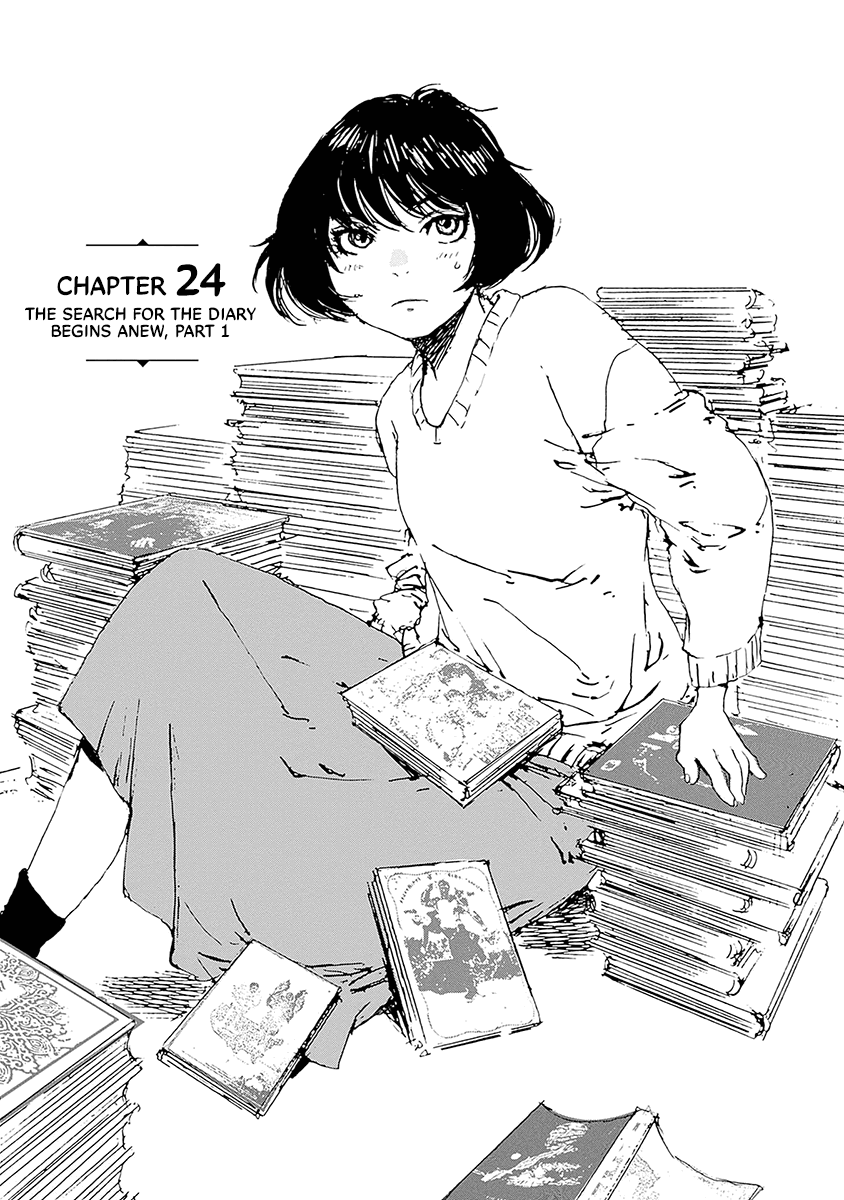 CHAPTER 24
THE SEARCH FOR THE DIARY
BEGINS ANEW, PART 1